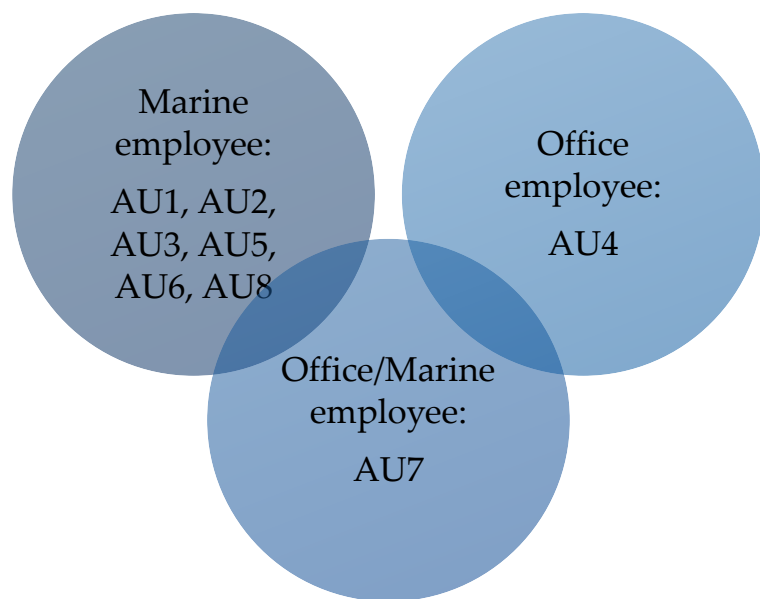 Marine
employee:
AU1, AU2,
AU3, AU5,
AU6, AU8
Office
employee:
AU4
Office/Marine
employee:
AU7